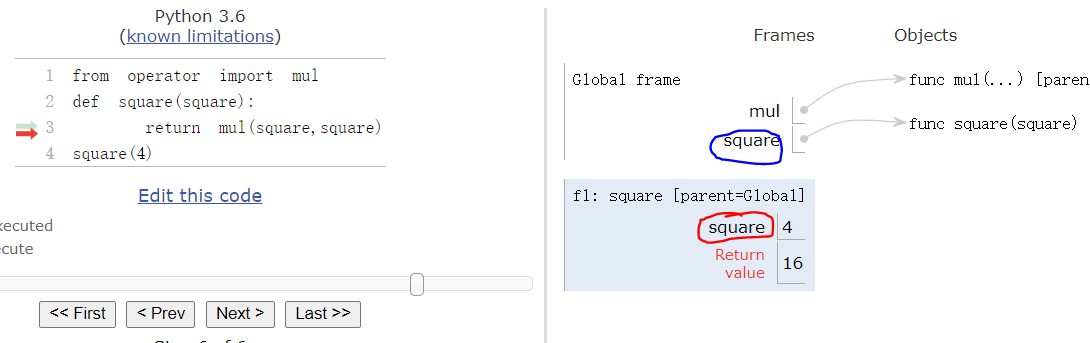 Python 3.6
(known limitations)
1 from operator import mul
2 def square(square):
3 return mul(square,square)
4 square(4)
Edit this code
xecuted
cute
<< First < Prev Next > Last >>
Frames Objects
Global frame
mul
square
func mul(...) [paren
func square(square)
f1: square [parent=Global]
square 4
Return
value 16